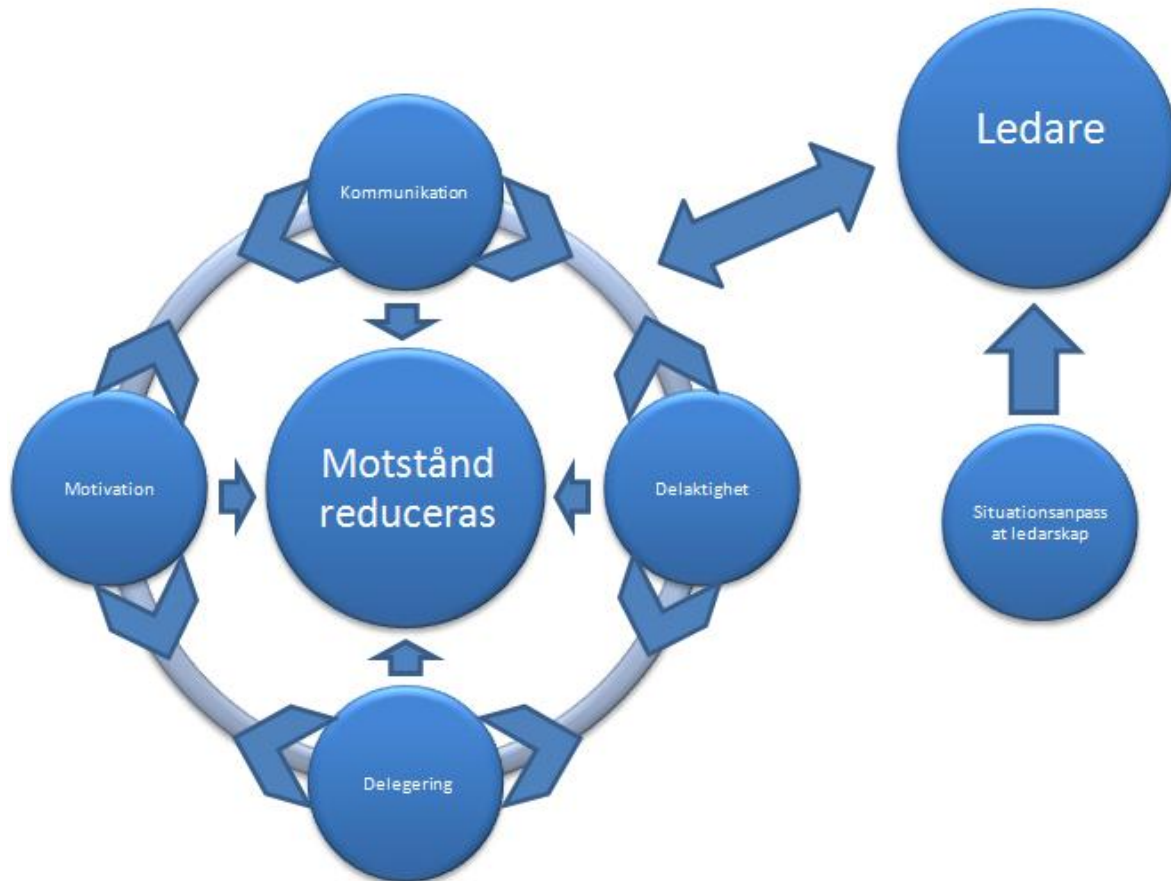 Ledare
Kommunikation
Motstånd
reduceras
Motivation
Delaktighet
Situationsanpass
at ledarskap
Delegering